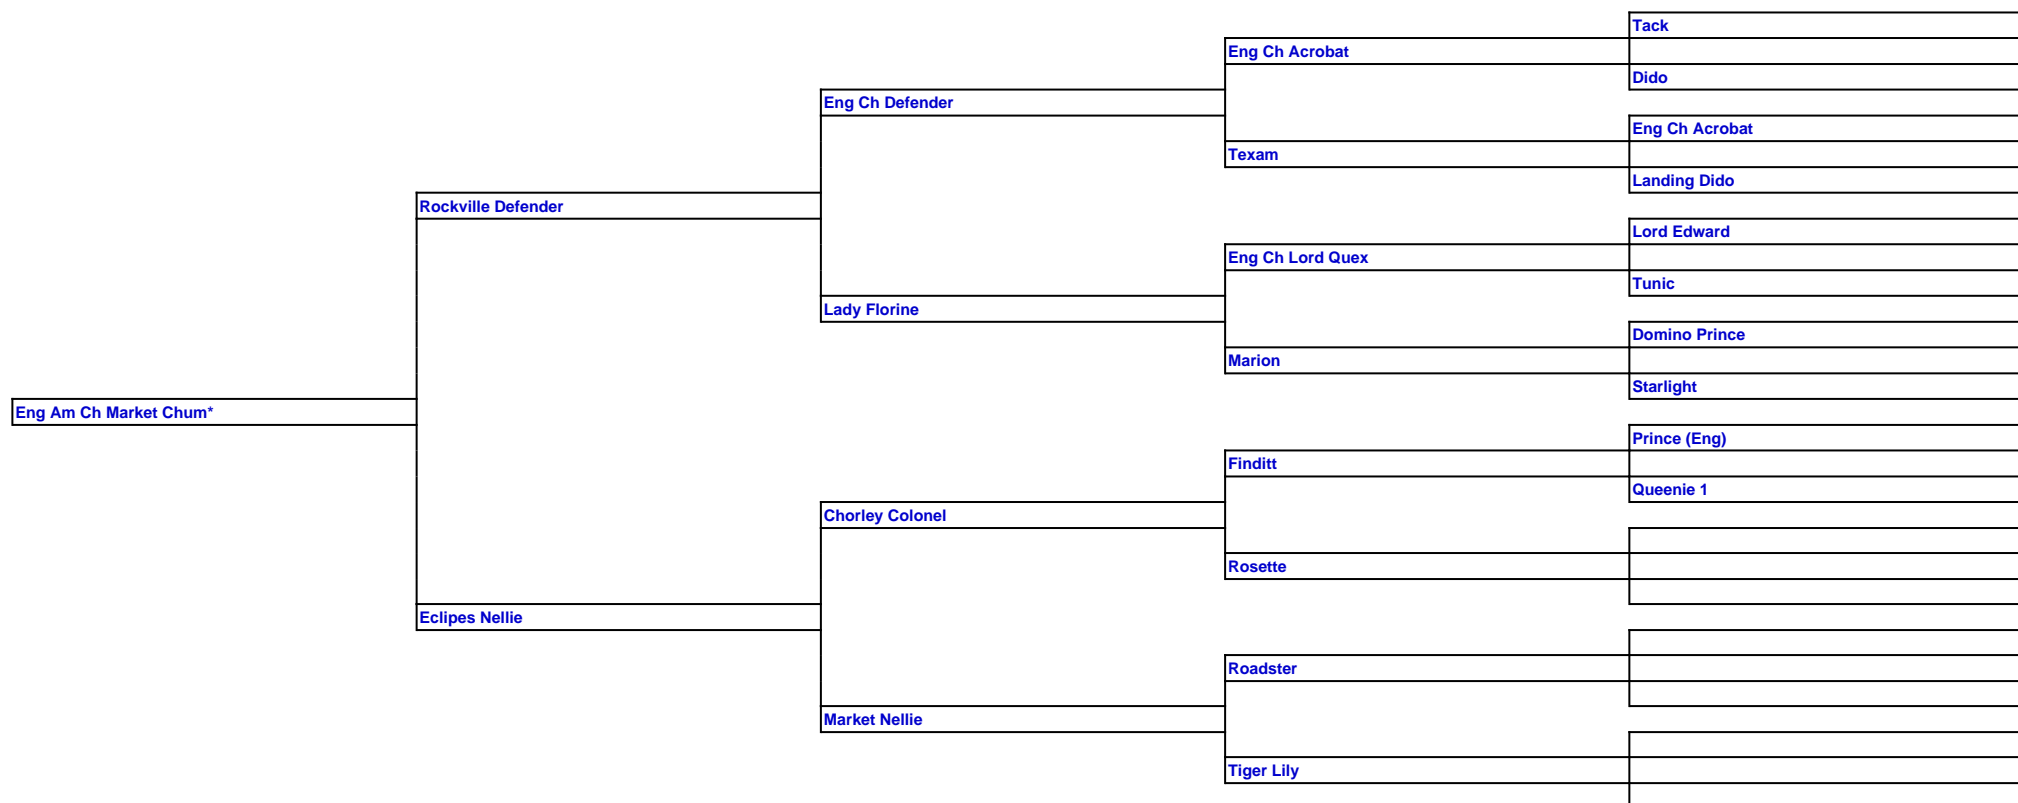 Tack
Eng Ch Acrobat
Dido
Eng Ch Defender
Eng Ch Acrobat
Texam
Landing Dido
Rockville Defender
Lord Edward
Eng Ch Lord Quex
Tunic
Lady Florine
Domino Prince
Marion
Starlight
Eng Am Ch Market Chum*
Prince (Eng)
Finditt
Queenie 1
Chorley Colonel
Rosette
Eclipes Nellie
Roadster
Market Nellie
Tiger Lily